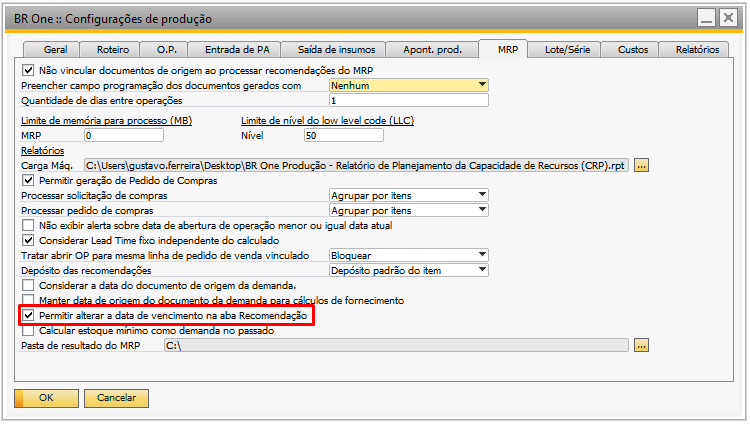 BR One :: Configurações de produção
Geral Roteiro O.P. Entrada de PA Saída de insumos Apont. prod. MRP Lote/Série Custos Relatórios
Não vincular documentos de origem ao processar recomendações do MRP
Preencher campo programação dos documentos gerados com Nenhum
Quantidade de dias entre operações 1
Limite de memória para processo (MB) Limite de nível do low level code (LLC)
MRP 0 Nível 50
Relatórios
Carga Máq. C:\Users\gustavo.ferreira\Desktop\BR One Produção - Relatório de Planejamento da Capacidade de Recursos (CRP).rpt ...
Permitir geração de Pedido de Compras
Processar solicitação de compras Agrupar por itens
Processar pedido de compras Agrupar por itens
Não exibir alerta sobre data de abertura de operação menor ou igual data atual
Considerar Lead Time fixo independente do calculado
Tratar abrir OP para mesma linha de pedido de venda vinculado Bloquear
Depósito das recomendações Depósito padrão do item
Considerar a data do documento de origem da demanda.
Manter data de origem do documento da demanda para cálculos de fornecimento
Permitir alterar a data de vencimento na aba Recomendação
Calcular estoque mínimo como demanda no passado
Pasta de resultado do MRP C:\ ...
OK Cancelar